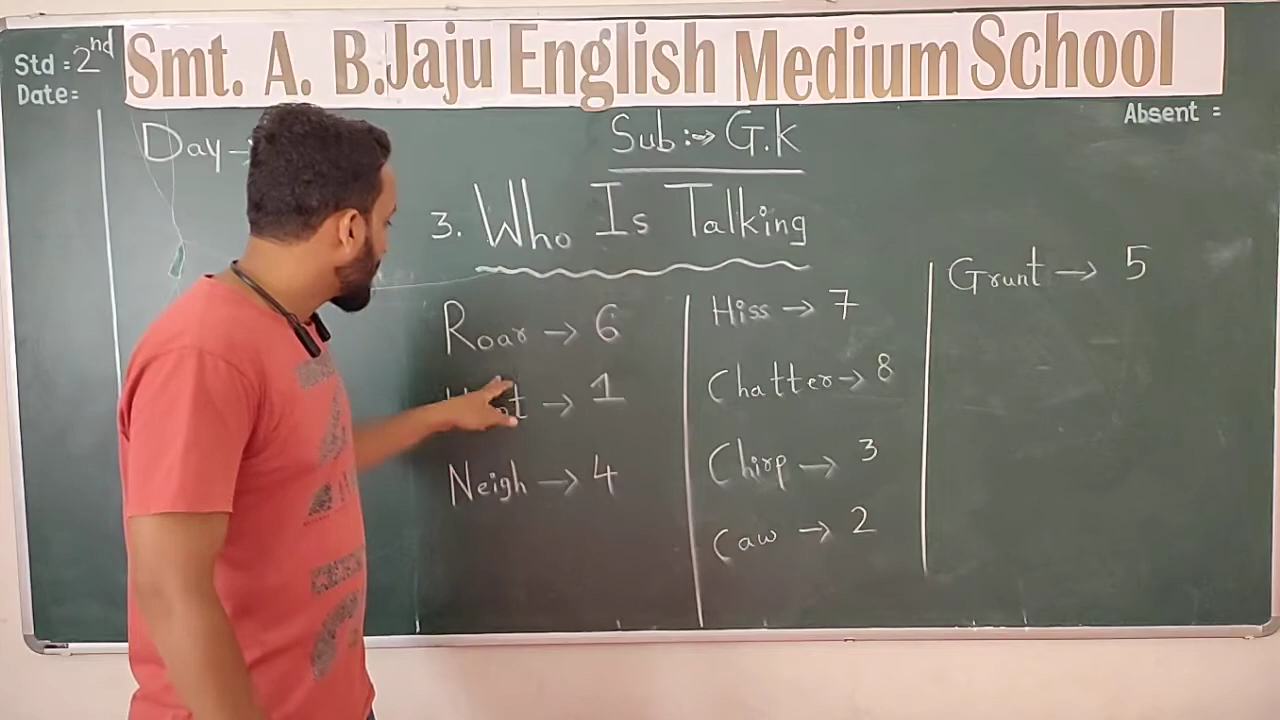 Smt. A. B. Jaju English Medium School
Std :- 2nd
Date:-
Absent =
Day →
Sub :→ G.K
3. Who Is Talking
Roar → 6
→ 1
Neigh → 4
Hiss → 7
Chatter → 8
Chirp → 3
Caw → 2
Grunt → 5